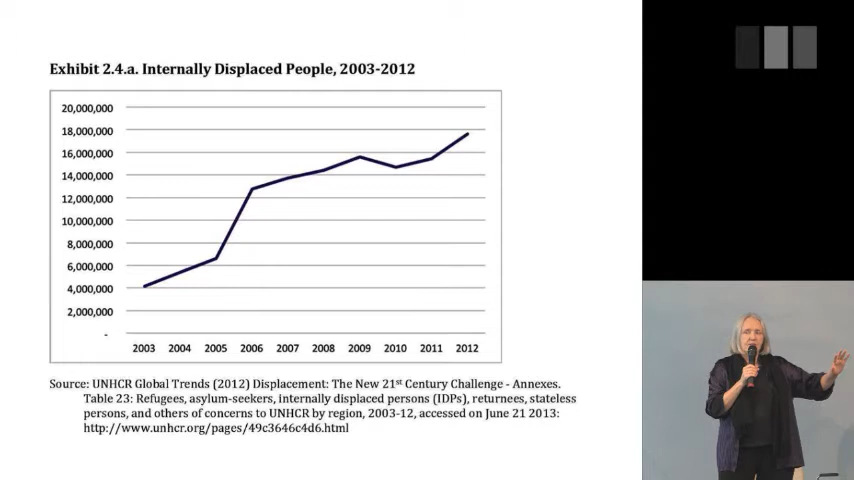 Exhibit 2.4.a. Internally Displaced People, 2003-2012
20,000,000
18,000,000
16,000,000
14,000,000
12,000,000
10,000,000
8,000,000
6,000,000
4,000,000
2,000,000
-
2003 2004 2005 2006 2007 2008 2009 2010 2011 2012
Source: UNHCR Global Trends (2012) Displacement: The New 21st Century Challenge - Annexes.
Table 23: Refugees, asylum-seekers, internally displaced persons (IDPs), returnees, stateless
persons, and others of concerns to UNHCR by region, 2003-12, accessed on June 21 2013:
http://www.unhcr.org/pages/49c3646c4d6.html